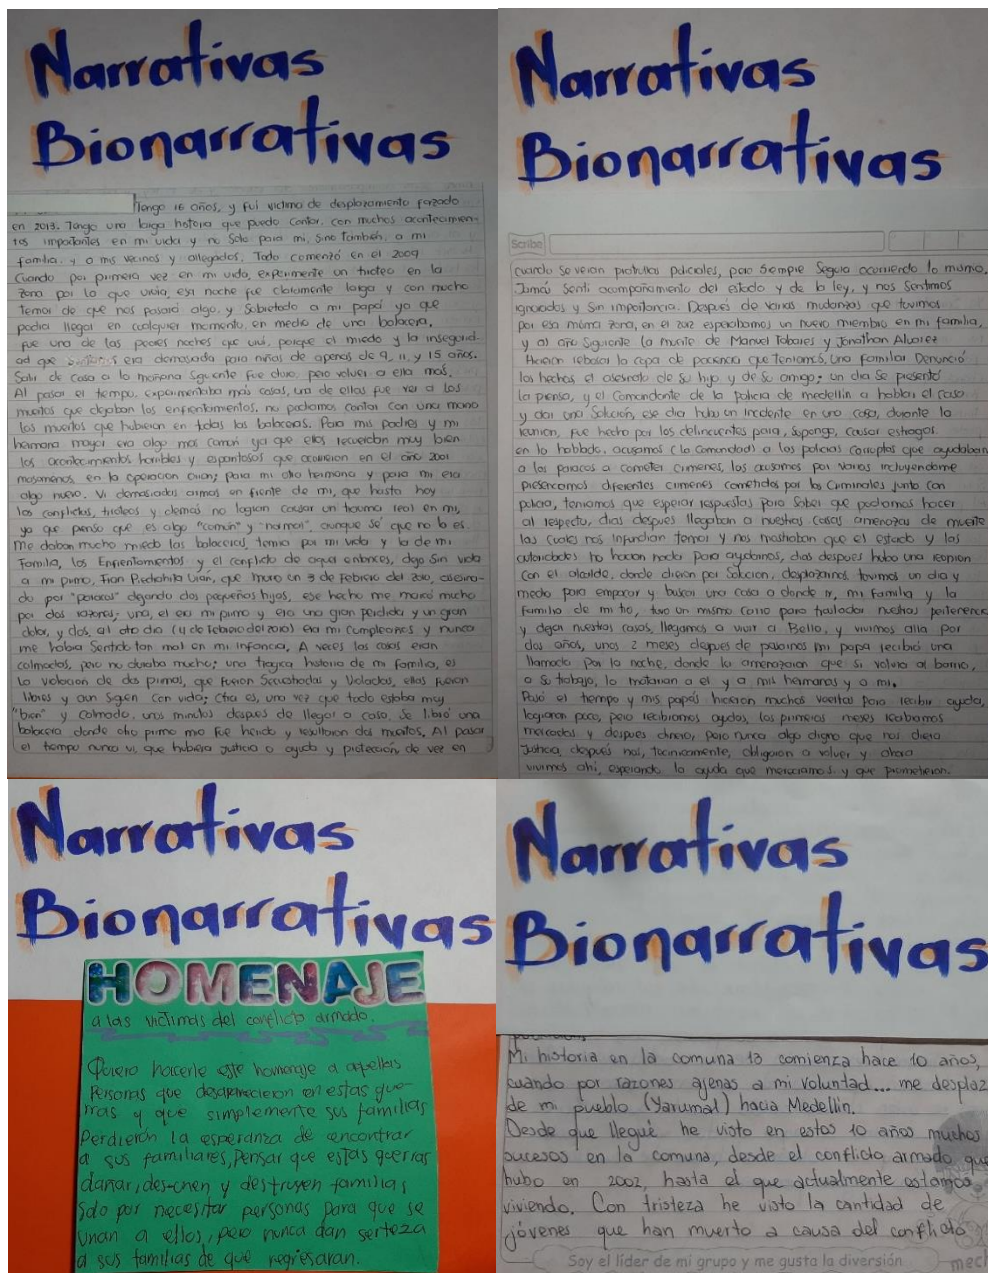 Narrativas
Bionarrativas
Tengo 16 años, y fui victima de desplazamiento forzado
en 2013. Tengo una larga historia que puedo contar, con muchos acontecimien-
tos importantes en mi vida y no solo para mi, sino también, a mi
familia y a mis vecinos y allegados. Todo comenzó en el 2009
Cuando por primera vez en mi vida, experimente un tiroteo en la
zona por lo que vivia, esa noche fue claramente larga y con mucho
temor de que nos pasara algo, y sobretodo a mi papá ya que
podia llegar en cualquier momento, en medio de una balacera,
fue una de las peores noches que vivi, porque el miedo y la insegurid-
ad que era demasiada para niñas de apenas de 9, 11, y 15 años.
Salir de casa a la mañana siguente fue duro, pero volver a ella más.
Al pasar el tiempo, experimentaba más cosas, una de ellas fue ver a los
muertos que dejaban los enfrentamientos, no podiamos contar con una mano
los muertos que hubieron en todas las balaceras. Para mis padres y mi
hermana mayor era algo mas comun ya que ellos recuerdan muy bien
los acontecimientos horribles y espantosos que ocurrieron en el año 2001
masomenos, en la operacion orion; para mi otra hermana y para mi era
algo nuevo. Vi demasiadas armas en frente de mi, que hasta hoy
los conflictos, tiroteos y demás no logran causar un trauma real en mi,
ya que pienso que es algo "comun" y "normal", aunque sé que no lo es.
Me daban mucho miedo las balaceras, temia por mi vida y la de mi
Familia, los Enfrentamientos y el conflicto de aquel entonces, dejo sin vida
a mi primo, Fran Piedrahita Uran, que murio un 3 de Febrero del 2010, asesina-
do por "paracos" dejando dos pequeños hijos, ese hecho me marcó mucho
por dos razones; una, el era mi primo y era una gran perdida y un gran
dolor, y dos, al otro dia (4 de febrero del 2010) era mi cumpleaños y nunca
me habia sentido tan mal en mi infancia, A veces las cosas eran
calmadas, pero no duraba mucho; una tragica historia de mi familia, es
la violacion de dos primas, que fueron secuestradas y violadas, ellas fueron
libres y aun siguen con vida; otra es, una vez que todo estaba muy
"bien" y calmado, unos minutos despues de llegar a casa, se libró una
balacera donde otro primo mio fue herido y resultaron dos muertos, Al pasar
el tiempo nunca vi, que hubiera justicia o ayuda y protección, de vez en
Narrativas
Bionarrativas
Scribe
cuando se veian patrullas policiales, pero siempre seguia ocurriendo lo mismo.
Jamás senti acompañamiento del estado y de la ley, y nos sentimos
ignorados y sin importancia. Después de varias mudanzas que tuvimos
por esa misma zona, en el 2012 esperabamos un nuevo miembro en mi familia,
y al año siguiente la muerte de Manuel Tobares y Jonathan Alvarez
Hicieron rebosar la copa de paciencia que teniamos, una familia Denunció
los hechos el asesinato de su hijo y de su amigo; un dia se presentó
la prensa, y el comandante de la policia de medellin a hablar el caso
y dar una solucion, ese dia hubo un incidente en una casa, durante la
reunion, fue hecho por los delincuentes para, supongo, causar estragos.
en lo hablado, acusamos (la comunidad) a los policias corruptos que ayudaban
a los paracos a cometer crimenes, los acusamos por varias incluyendome
presenciamos diferentes crimenes cometidos por los criminales junto con
policia, teniamos que esperar respuestas para saber que podiamos hacer
al respecto, dias despues llegaban a nuestras casas amenazas de muerte
las cuales nos infundian temor y nos mostraban que el estado y las
autoridades no hacian nada para ayudarnos, dias despues hubo una reunion
con el alcalde, donde dieron por solucion, desplazarnos, tuvimos un dia y
medio para empacar y buscar una casa a donde ir, mi familia y la
familia de mi tio, tuvo un mismo carro para trasladar nuestras pertenenc
y dejar nuestras casas, llegamos a vivir a Bello, y vivimos alla por
dos años, unos 2 meses despues de pasarnos mi papa recibió una
llamada por la noche, donde lo amenazaron que si volvia al barrio,
o su trabajo, lo matarian a el y a mis hermanas y a mi.
Pasó el tiempo y mis papás hicieron muchas vueltas para recibir ayuda,
lograron poco, pero recibiamos ayudas, los primeros meses recibiamos
mercados y despues dinero, pero nunca algo digno que nos diera
justicia, después nos, obligaron a volver y ahora
vivimos ahi, esperando la ayuda que mereciamos y que prometieron.
Narrativas
Bionarrativas
HOMENAJE
a las victimas del conflicto armado.
Quiero hacerle este homenaje a aquellas
Personas que desaparecieron en estas gue-
rras y que simplemente sus familias
Perdierón la esperanza de encontrar
a sus familiares, Pensar que estas guerras
dañar, des-unen y destruyen familias
solo por necesitar personas para que se
unan a ellos, pero nunca dan serteza
a sus familias de que regresaran.
Narrativas
Bionarrativas
Mi historia en la comuna 13 comienza hace 10 años,
cuando por razones ajenas a mi voluntad... me desplaz
de mi pueblo (Yarumal) hacia Medellin.
Desde que llegué he visto en estos 10 años muchos
sucesos en la comuna, desde el conflicto armado que
hubo en 2002, hasta el que actualmente estamos
viviendo. Con tristeza he visto la cantidad de
jóvenes que han muerto a causa del conflicto
Soy el líder de mi grupo y me gusta la diversión